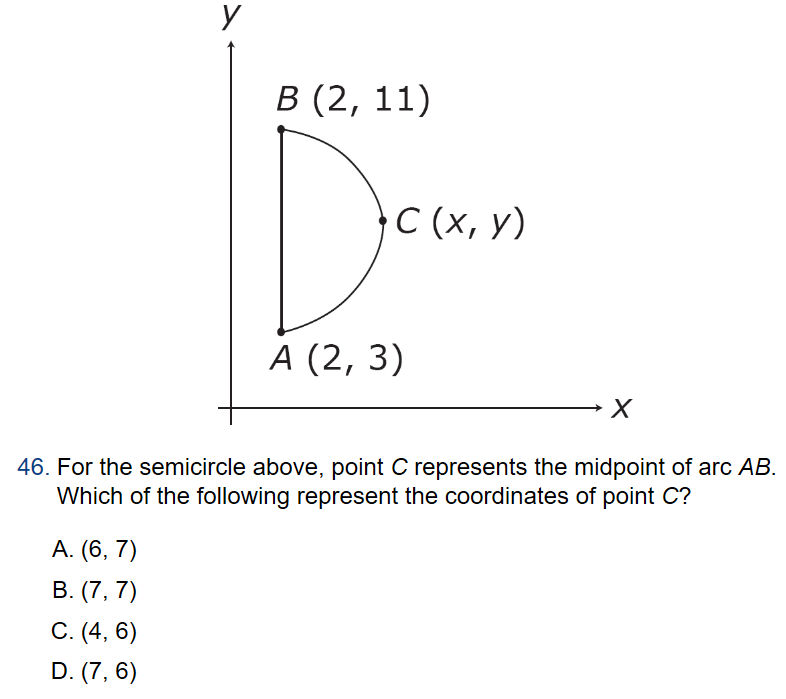 y
B (2, 11)
C (x, y)
A (2, 3)
x
46. For the semicircle above, point C represents the midpoint of arc AB.
Which of the following represent the coordinates of point C?
A. (6, 7)
B. (7, 7)
C. (4, 6)
D. (7, 6)